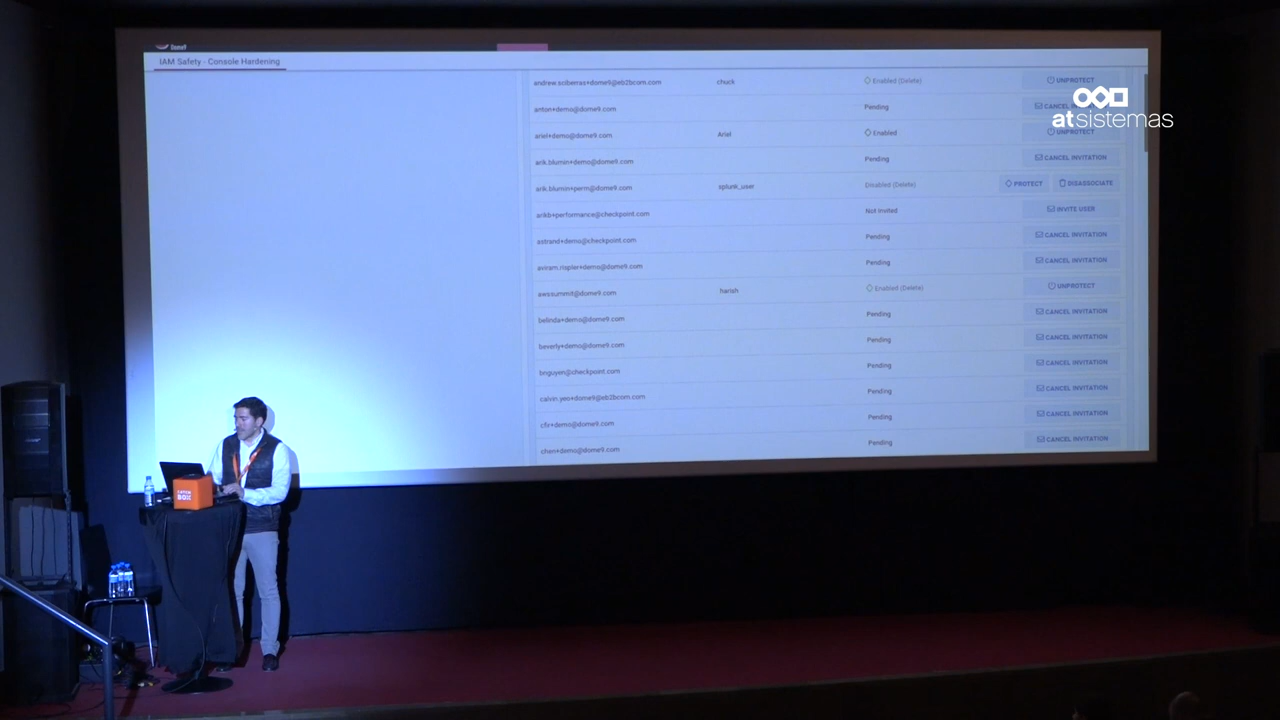 Dome9
IAM Safety - Console Hardening
andrew.sciberras+dome9@eb2bcom.com chuck Enabled (Delete) UNPROTECT
anton+demo@dome9.com Pending CANCEL
atsistemas
ariel+demo@dome9.com Ariel Enabled UNPROTECT
arik.blumin+demo@dome9.com Pending CANCEL INVITATION
arik.blumin+perm@dome9.com splunk_user Disabled (Delete) PROTECT DISASSOCIATE
arikb+performance@checkpoint.com Not Invited INVITE USER
astrand+demo@checkpoint.com Pending CANCEL INVITATION
aviram.rispler+demo@dome9.com Pending CANCEL INVITATION
awssummit@dome9.com harish Enabled (Delete) UNPROTECT
belinda+demo@dome9.com Pending CANCEL INVITATION
beverly+demo@dome9.com Pending CANCEL INVITATION
bnguyen@checkpoint.com Pending CANCEL INVITATION
calvin.yeo+dome9@eb2bcom.com Pending CANCEL INVITATION
cfx+demo@dome9.com Pending CANCEL INVITATION
chen+demo@dome9.com Pending CANCEL INVITATION
CATCH
BOX